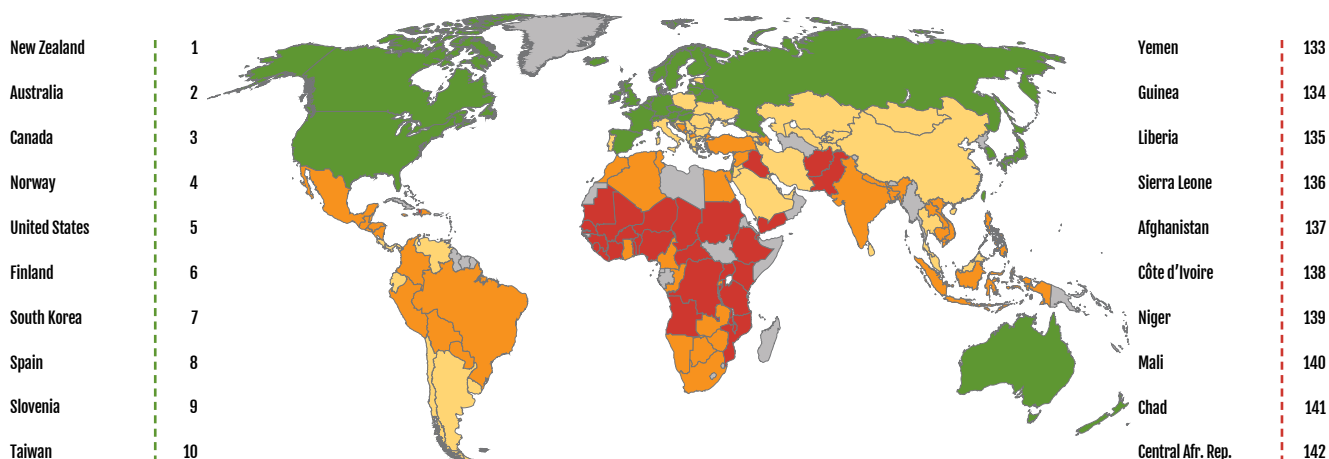 New Zealand 1
Australia 2
Canada 3
Norway 4
United States 5
Finland 6
South Korea 7
Spain 8
Slovenia 9
Taiwan 10
Yemen 133
Guinea 134
Liberia 135
Sierra Leone 136
Afghanistan 137
Côte d'Ivoire 138
Niger 139
Mali 140
Chad 141
Central Afr. Rep. 142